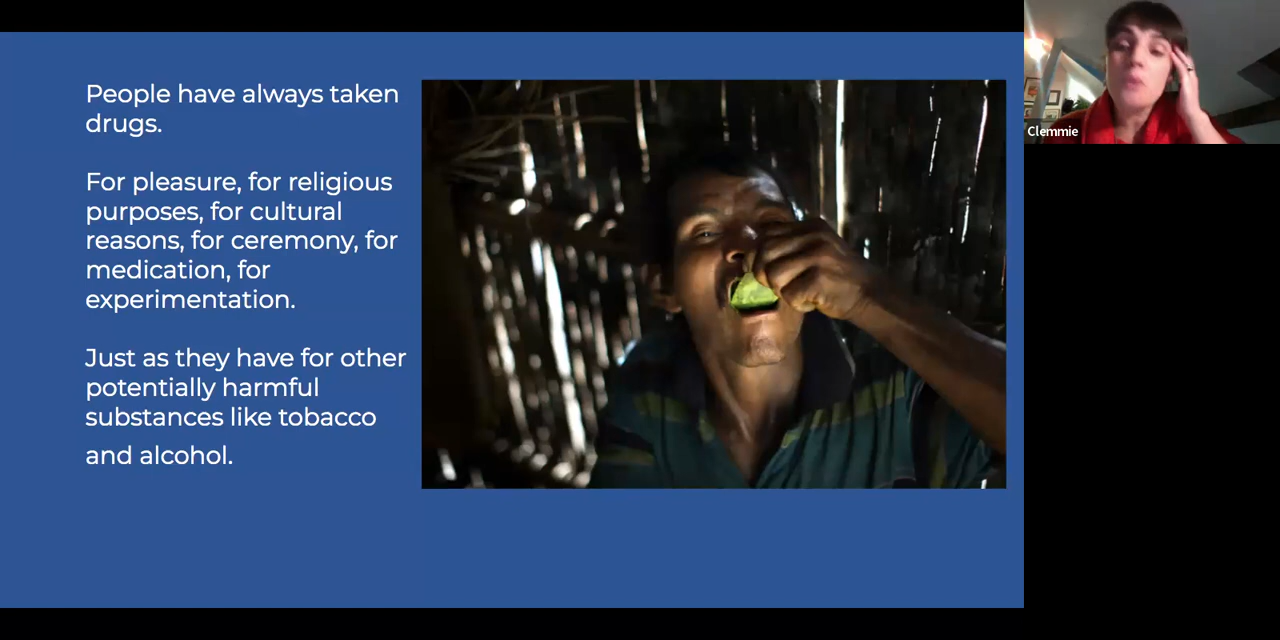 People have always taken
drugs.
For pleasure, for religious
purposes, for cultural
reasons, for ceremony, for
medication, for
experimentation.
Just as they have for other
potentially harmful
substances like tobacco
and alcohol.
Clemmie